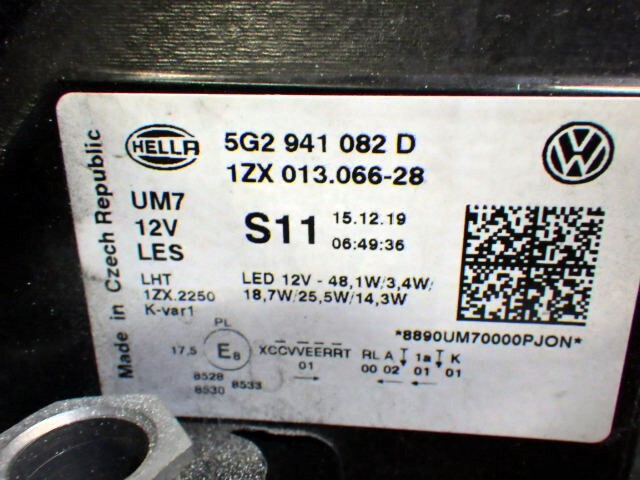 Made in Czech Republic
HELLA
5G2 941 082 D
1ZX 013.066-28
VW
UM7
12V
LES
S11
15.12.19
06:49:36
LHT
1ZX.2250
K-var1
LED 12V - 48,1W/3,4W/
18,7W/25,5W/14,3W
*8890UM70000PJON*
PL
17,5 E8 XCCVVEERRT RL A 1a K
01 00 02 01 01
8528
8530 8533